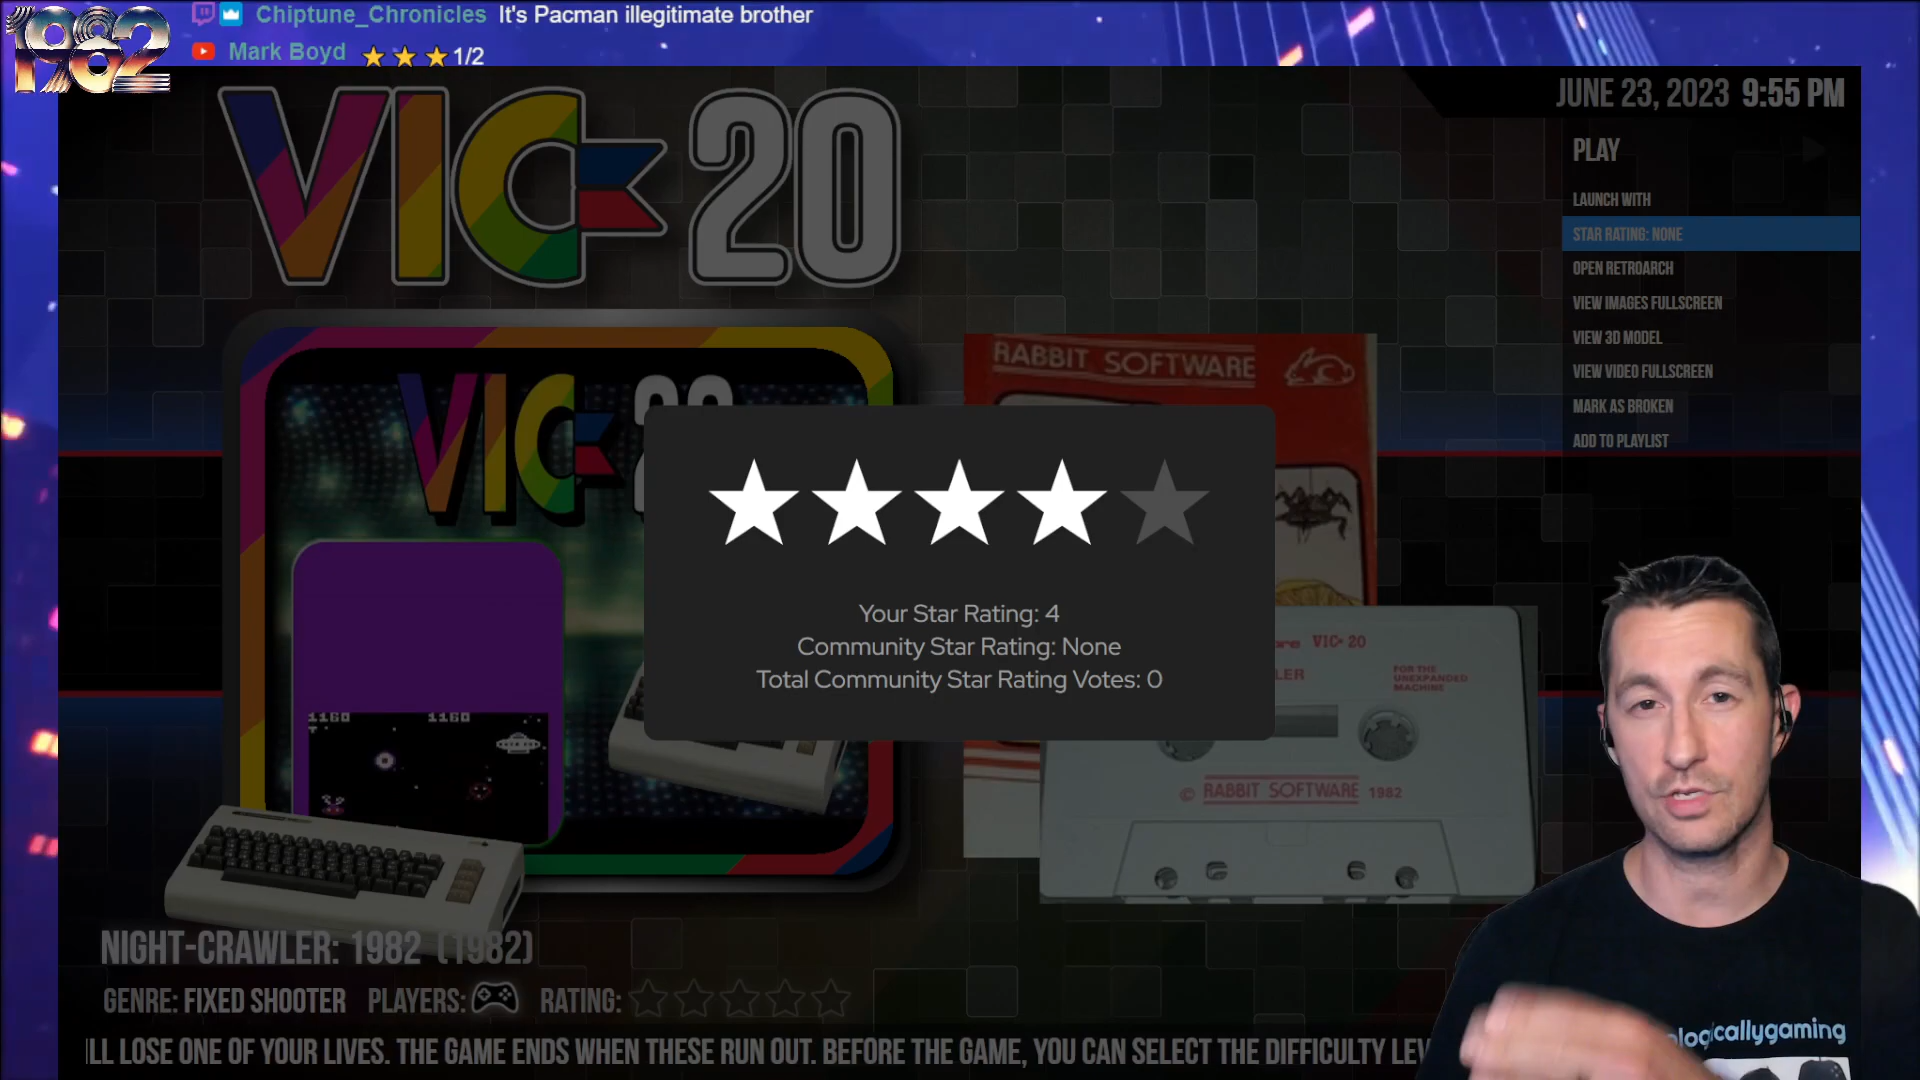 1982
Chiptune_Chronicles It's Pacman illegitimate brother
Mark Boyd ⭐⭐⭐1/2
VIC 20
JUNE 23, 2023 9:55 PM
PLAY
LAUNCH WITH
STAR RATING: NONE
OPEN RETROARCH
VIEW IMAGES FULLSCREEN
VIEW 3D MODEL
VIEW VIDEO FULLSCREEN
MARK AS BROKEN
ADD TO PLAYLIST
RABBIT SOFTWARE
VIC
Your Star Rating: 4
Community Star Rating: None
Total Community Star Rating Votes: 0
VIC 20
FOR THE
UNEXPANDED
MACHINE
1160 1160
© RABBIT SOFTWARE 1982
NIGHT-CRAWLER: 1982 (1982)
GENRE: FIXED SHOOTER PLAYERS: RATING:
LL LOSE ONE OF YOUR LIVES. THE GAME ENDS WHEN THESE RUN OUT. BEFORE THE GAME, YOU CAN SELECT THE DIFFICULTY LEV
ologicallygaming